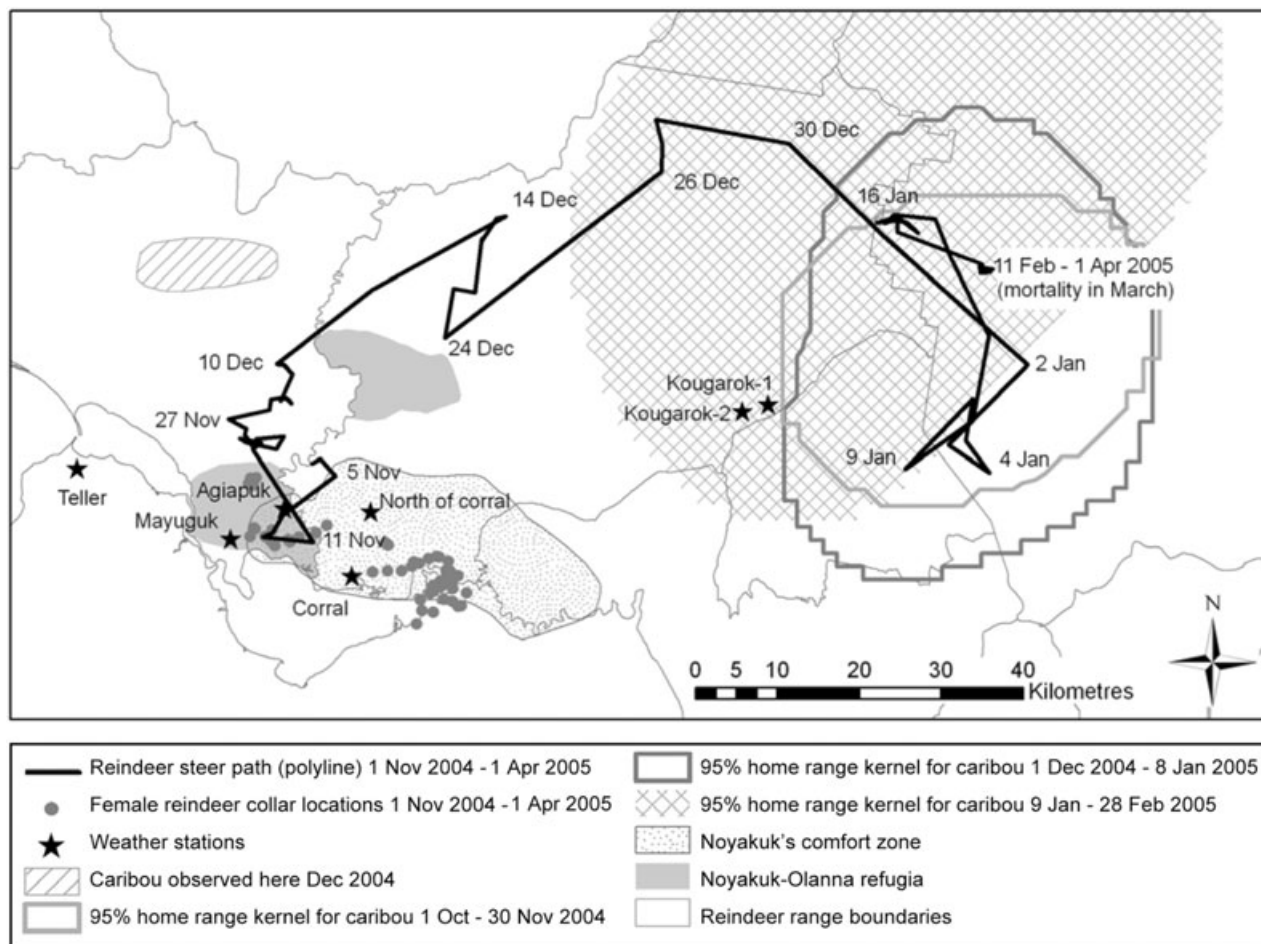 30 Dec
26 Dec
14 Dec
16 Jan
11 Feb - 1 Apr 2005
(mortality in March)
24 Dec
10 Dec
2 Jan
Kougarok-1
Kougarok-2
27 Nov
9 Jan
4 Jan
5 Nov
Teller
Agiapuk
North of corral
Mayuguk
11 Nov
Corral
N
0 5 10 20 30 40
Kilometres
Reindeer steer path (polyline) 1 Nov 2004 - 1 Apr 2005
Female reindeer collar locations 1 Nov 2004 - 1 Apr 2005
Weather stations
Caribou observed here Dec 2004
95% home range kernel for caribou 1 Oct - 30 Nov 2004
95% home range kernel for caribou 1 Dec 2004 - 8 Jan 2005
95% home range kernel for caribou 9 Jan - 28 Feb 2005
Noyakuk's comfort zone
Noyakuk-Olanna refugia
Reindeer range boundaries